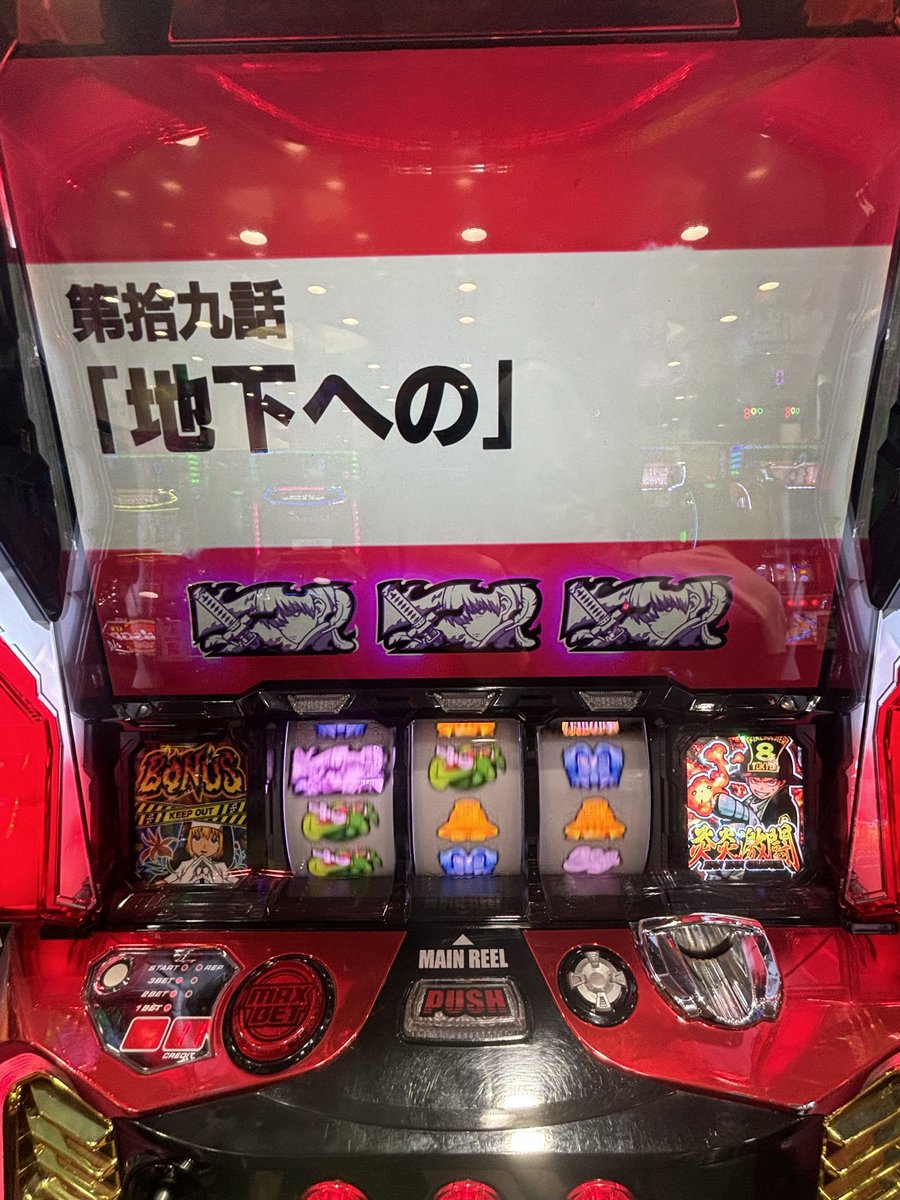 第拾九話
「地下への」
BONUS
KEEP OUT
8
TOKYO
炎炎激闘
MAIN REEL
PUSH
START
REP
3BET
2BET
1BET
CREDIT
MAX
BET